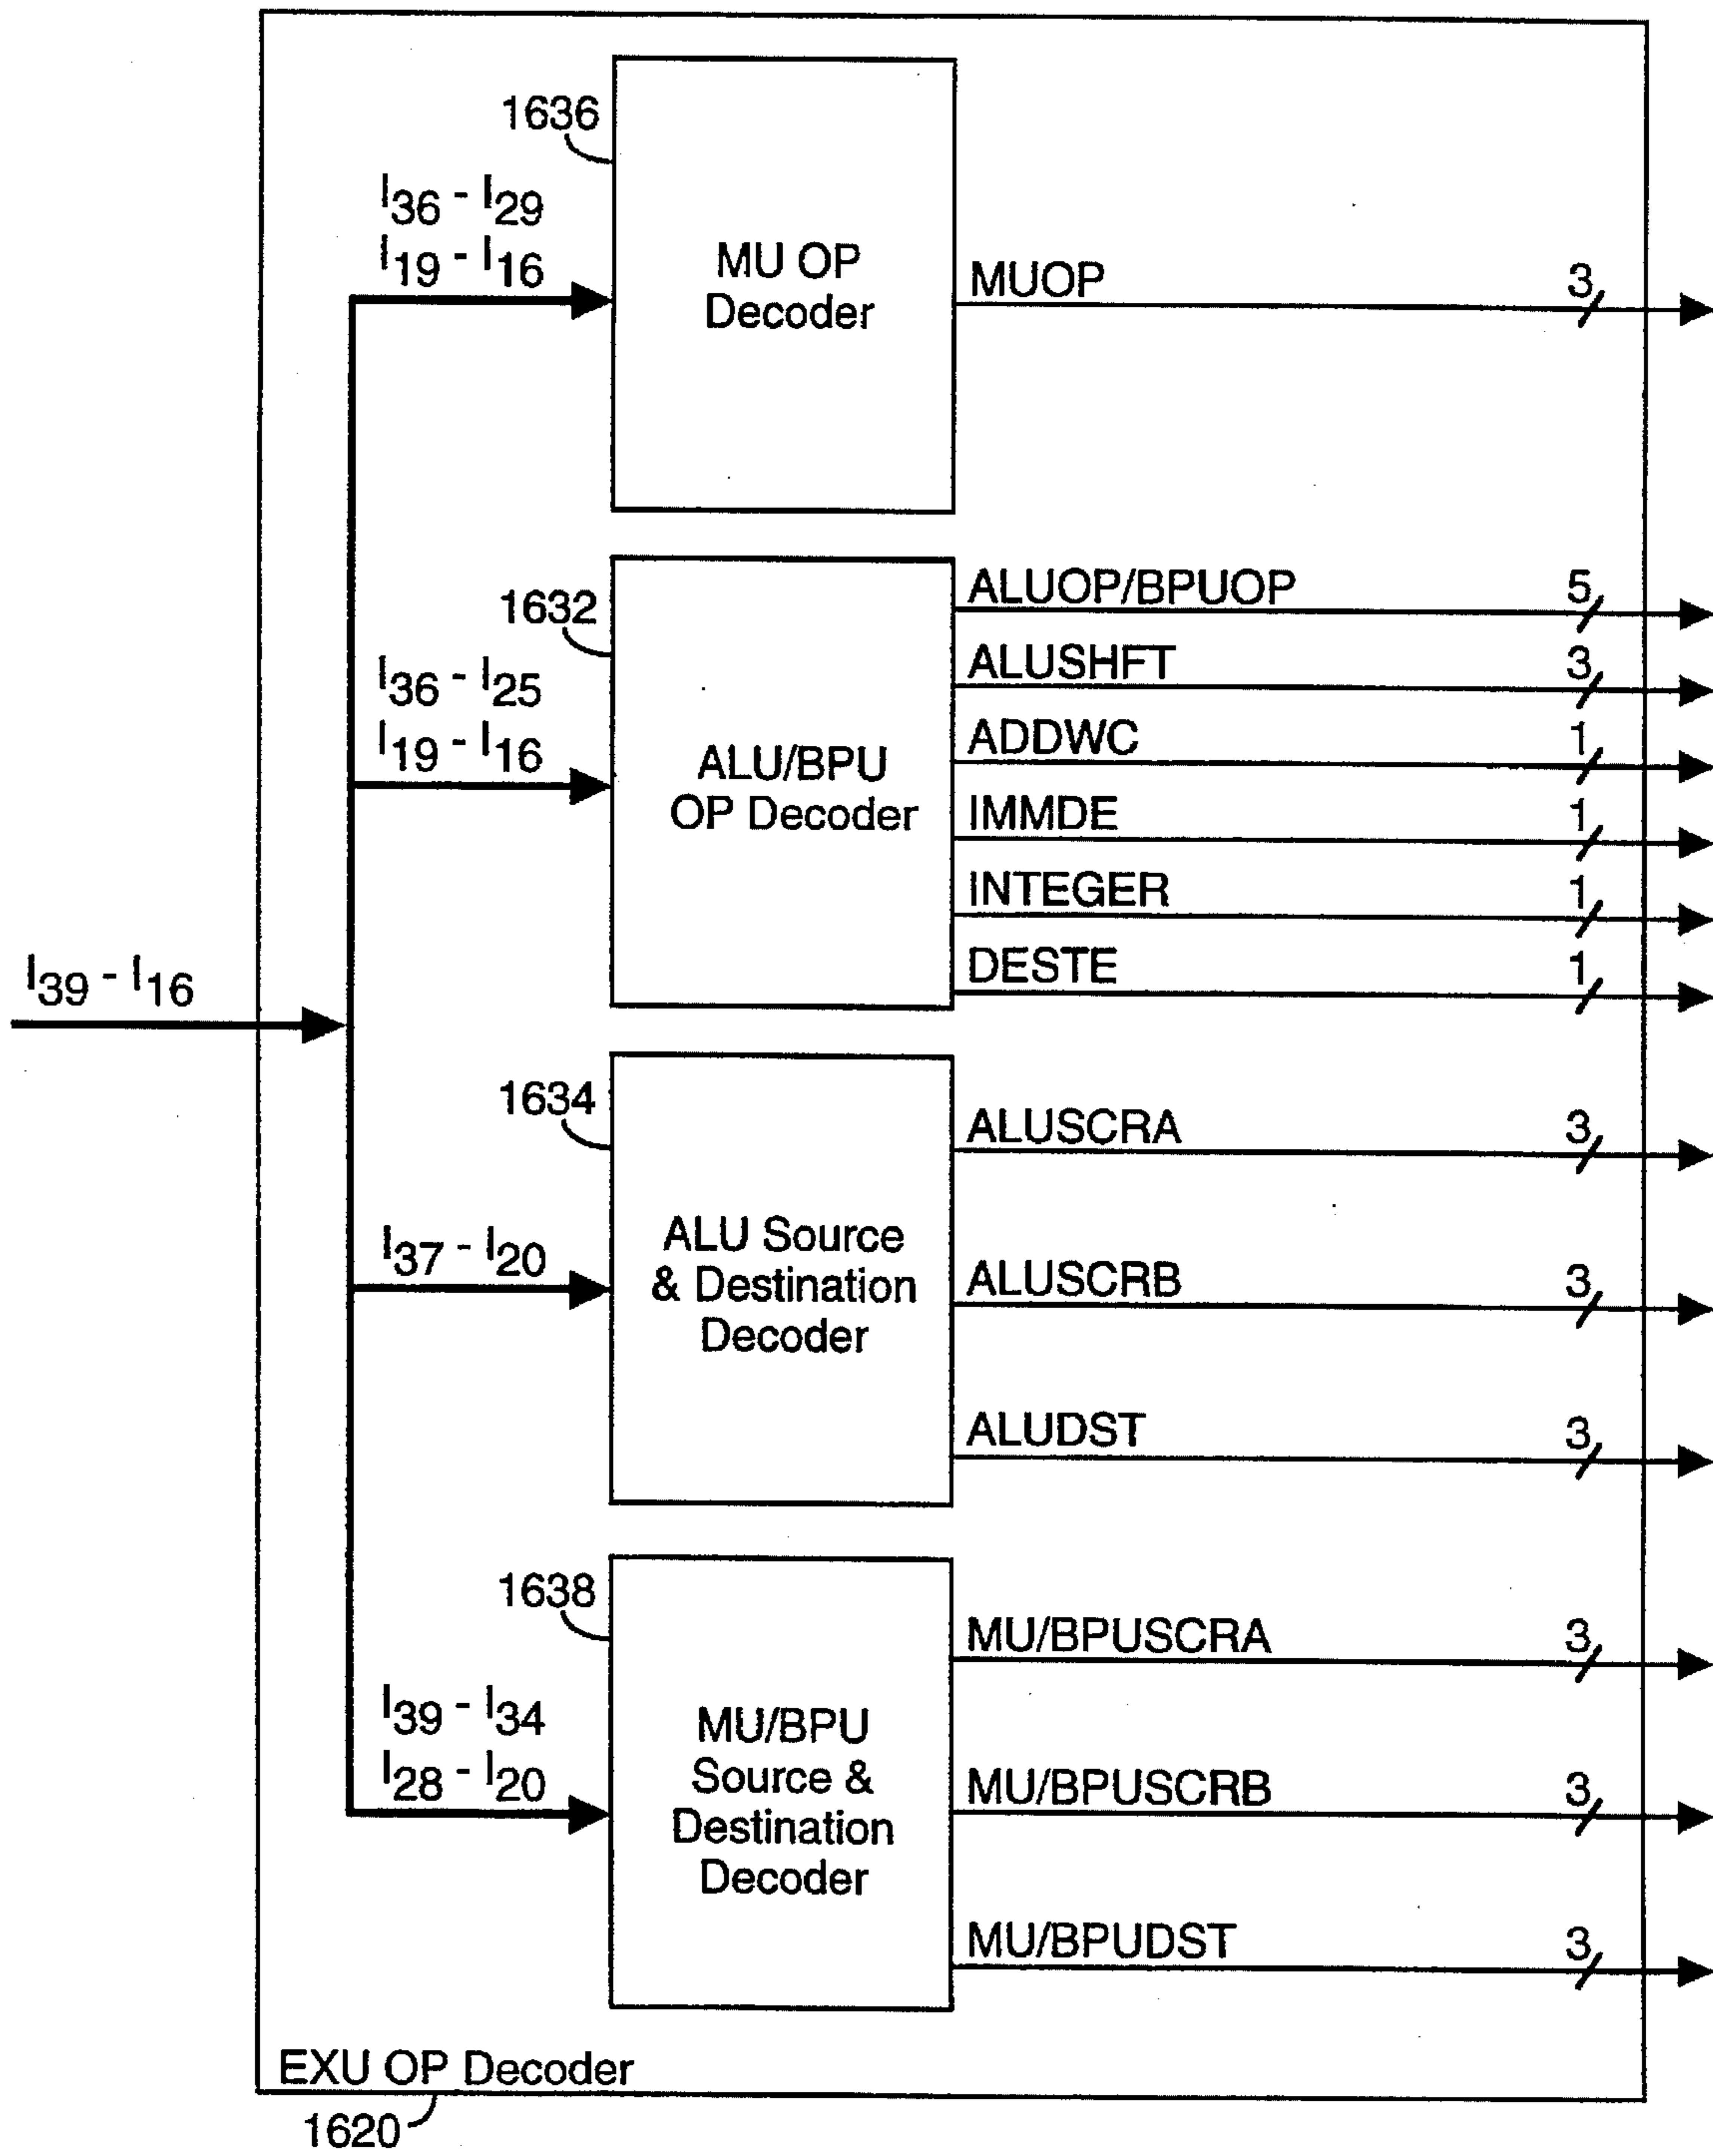 1636
I36 - I29
I19 - I16
MU OP
Decoder
MUOP 3
1632
I36 - I25
I19 - I16
ALU/BPU
OP Decoder
ALUOP/BPUOP 5
ALUSHFT 3
ADDWC 1
IMMDE 1
INTEGER 1
DESTE 1
I39 - I16
1634
I37 - I20
ALU Source
& Destination
Decoder
ALUSCRA 3
ALUSCRB 3
ALUDST 3
1638
I39 - I34
I28 - I20
MU/BPU
Source &
Destination
Decoder
MU/BPUSCRA 3
MU/BPUSCRB 3
MU/BPUDST 3
EXU OP Decoder
1620